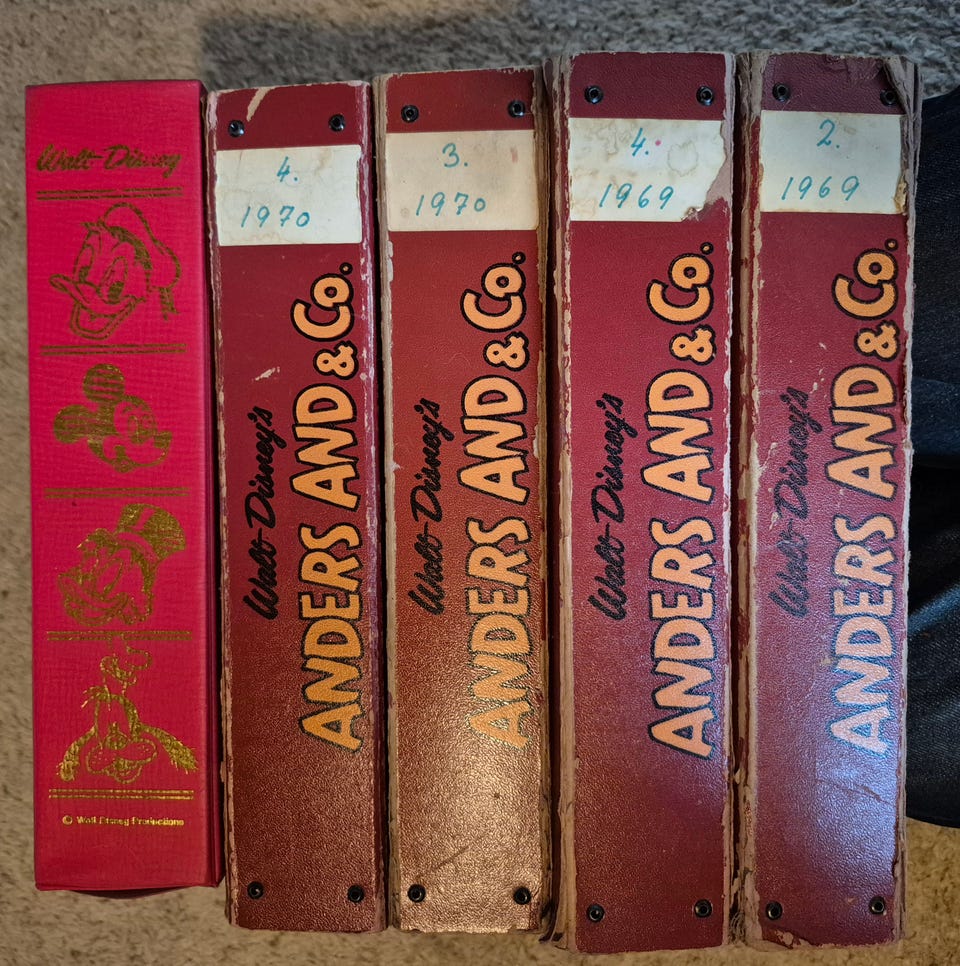 Walt Disney
© Walt Disney Productions
4.
1970
Walt Disney's
ANDERS AND & Co.
3.
1970
Walt Disney's
ANDERS AND & Co.
4.
1969
Walt Disney's
ANDERS AND & Co.
2.
1969
Walt Disney's
ANDERS AND & Co.